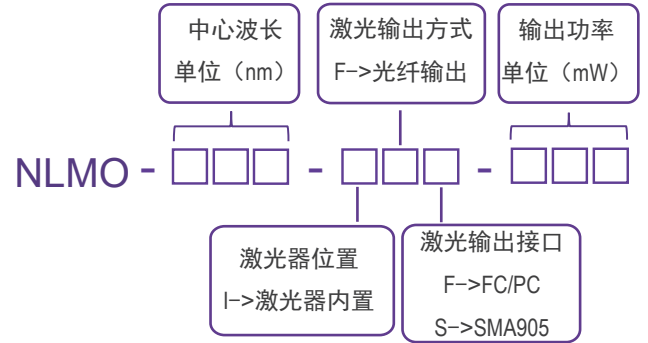 中心波长
单位（nm）
激光输出方式
F->光纤输出
输出功率
单位（mW）
NLMO - □□□ - □□□ - □□□
激光器位置
I->激光器内置
激光输出接口
F->FC/PC
S->SMA905